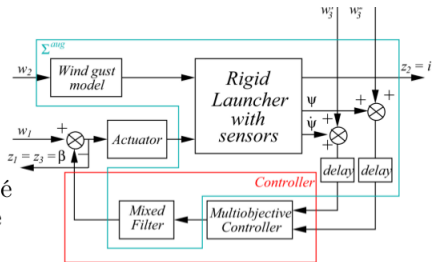 w₃' w₃''
Σᵃᵘᵍ
w₂
Wind gust
model
Rigid
Launcher
with
sensors
z₂ = i
ψ
+
+
w₁
+
Actuator
ψ̇
+
+
z₁ = z₃ = β
−
delay
delay
é
Controller
e
Mixed
Filter
Multiobjective
Controller